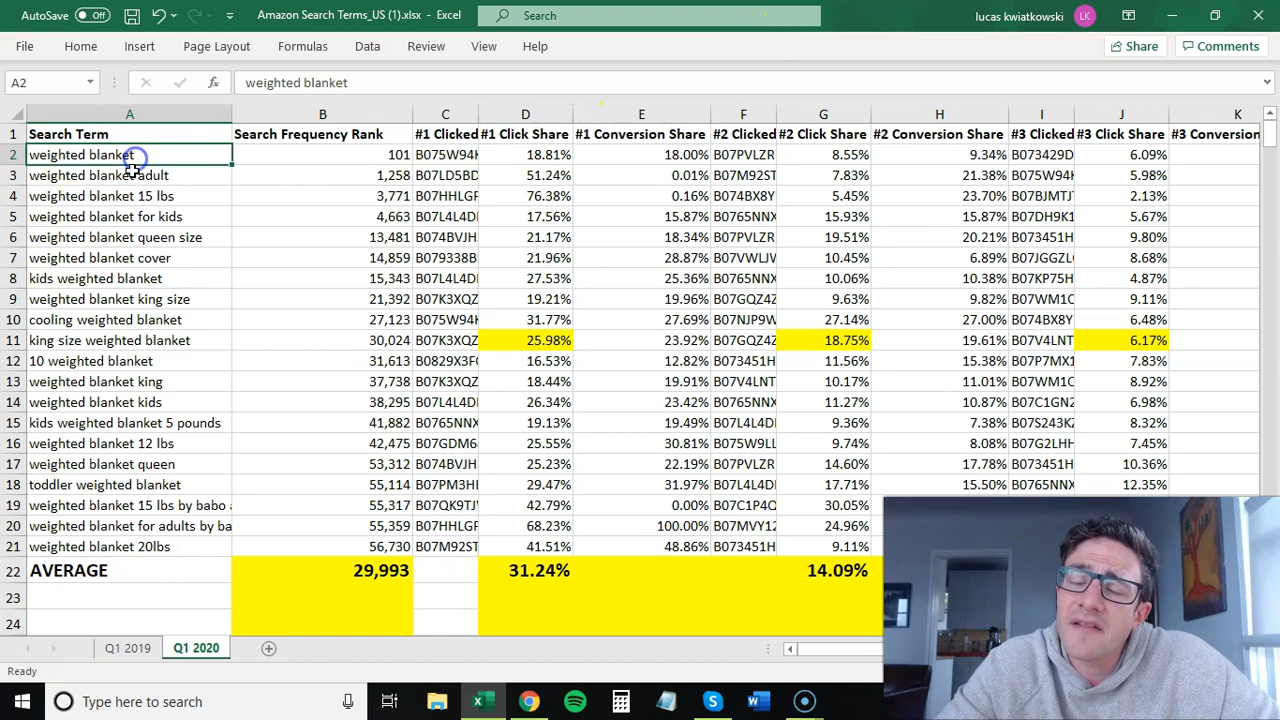 AutoSave Off Amazon Search Terms_US (1).xlsx - Excel Search lucas kwiatkowski LK
File Home Insert Page Layout Formulas Data Review View Help Share Comments
A2 fx weighted blanket
A B C D E F G H I J K
1 Search Term Search Frequency Rank #1 Clicked #1 Click Share #1 Conversion Share #2 Clicked #2 Click Share #2 Conversion Share #3 Clicked #3 Click Share #3 Conversion
2 weighted blanket 101 B075W94K 18.81% 18.00% B07PVLZR 8.55% 9.34% B073429D 6.09%
3 weighted blanket adult 1,258 B07LD5BD 51.24% 0.01% B07M92ST 7.83% 21.38% B075W94K 5.98%
4 weighted blanket 15 lbs 3,771 B07HHLGF 76.38% 0.16% B074BX8Y 5.45% 23.70% B07BJMTJ 2.13%
5 weighted blanket for kids 4,663 B07L4L4D 17.56% 15.87% B0765NNX 15.93% 15.87% B07DH9K1 5.67%
6 weighted blanket queen size 13,481 B074BVJH 21.17% 18.34% B07PVLZR 19.51% 20.21% B073451H 9.80%
7 weighted blanket cover 14,859 B079338B 21.96% 28.87% B07VWLJV 10.45% 6.89% B07JGGZL 8.68%
8 kids weighted blanket 15,343 B07L4L4D 27.53% 25.36% B0765NNX 10.06% 10.38% B07KP75H 4.87%
9 weighted blanket king size 21,392 B07K3XQZ 19.21% 19.96% B07GQZ4Z 9.63% 9.82% B07WM1C 9.11%
10 cooling weighted blanket 27,123 B075W94K 31.77% 27.69% B07NJP9W 27.14% 27.00% B074BX8Y 6.48%
11 king size weighted blanket 30,024 B07K3XQZ 25.98% 23.92% B07GQZ4Z 18.75% 19.61% B07V4LNT 6.17%
12 10 weighted blanket 31,613 B0829X3F 16.53% 12.82% B073451H 11.56% 15.38% B07P7MX1 7.83%
13 weighted blanket king 37,738 B07K3XQZ 18.44% 19.91% B07V4LNT 10.17% 11.01% B07WM1C 8.92%
14 weighted blanket kids 38,295 B07L4L4D 26.34% 23.42% B0765NNX 11.27% 10.87% B07C1GN2 6.98%
15 kids weighted blanket 5 pounds 41,882 B0765NNX 19.13% 19.49% B07L4L4D 9.36% 7.38% B07S243K 8.32%
16 weighted blanket 12 lbs 42,475 B07GDM6 25.55% 30.81% B075W9LL 9.74% 8.08% B07G2LHH 7.45%
17 weighted blanket queen 53,312 B074BVJH 25.23% 22.19% B07PVLZR 14.60% 17.78% B073451H 10.36%
18 toddler weighted blanket 55,114 B07PM3H 29.47% 31.97% B07L4L4D 17.71% 15.50% B0765NNX 12.35%
19 weighted blanket 15 lbs by babo 55,317 B07QK9TJ 42.79% 0.00% B07C1P4Q 30.05%
20 weighted blanket for adults by ba 55,359 B07HHLGF 68.23% 100.00% B07MVY12 24.96%
21 weighted blanket 20lbs 56,730 B07M92ST 41.51% 48.86% B073451H 9.11%
22 AVERAGE 29,993 31.24% 14.09%
23
24
Q1 2019 Q1 2020
Ready
Type here to search